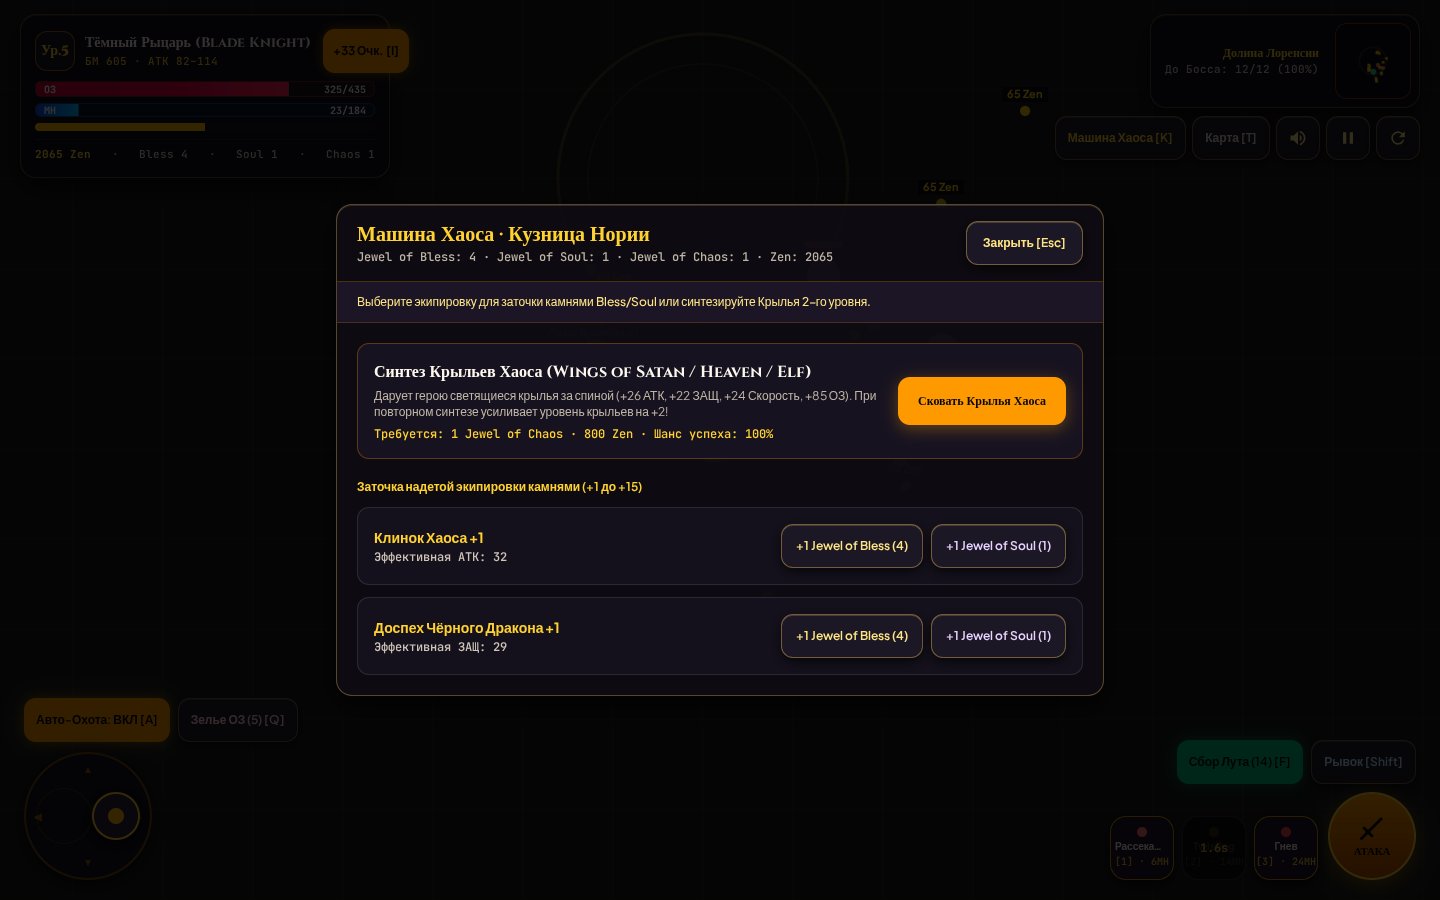 Ур.5
Тёмный Рыцарь (Blade Knight)
БМ 605 · АТК 82–114
+33 Очк. [I]
ОЗ 325/435
МН 23/184
2065 Zen · Bless 4 · Soul 1 · Chaos 1
65 Zen
65 Zen
Долина Лоренсии
До Босса: 12/12 (100%)
Машина Хаоса [K]
Карта [T]
Машина Хаоса · Кузница Нории
Jewel of Bless: 4 · Jewel of Soul: 1 · Jewel of Chaos: 1 · Zen: 2065
Закрыть [Esc]
Выберите экипировку для заточки камнями Bless/Soul или синтезируйте Крылья 2-го уровня.
Синтез Крыльев Хаоса (Wings of Satan / Heaven / Elf)
Дарует герою светящиеся крылья за спиной (+26 АТК, +22 ЗАЩ, +24 Скорость, +85 ОЗ). При
повторном синтезе усиливает уровень крыльев на +2!
Требуется: 1 Jewel of Chaos · 800 Zen · Шанс успеха: 100%
Сковать Крылья Хаоса
Заточка надетой экипировки камнями (+1 до +15)
Клинок Хаоса +1
Эффективная АТК: 32
+1 Jewel of Bless (4)
+1 Jewel of Soul (1)
Доспех Чёрного Дракона +1
Эффективная ЗАЩ: 29
+1 Jewel of Bless (4)
+1 Jewel of Soul (1)
Авто-Охота: ВКЛ [A]
Зелье ОЗ (5) [Q]
Сбор Лута (14) [F]
Рывок [Shift]
Рассека...
[1] · 6МН
1.6s
Гнев
[3] · 24МН
АТАКА